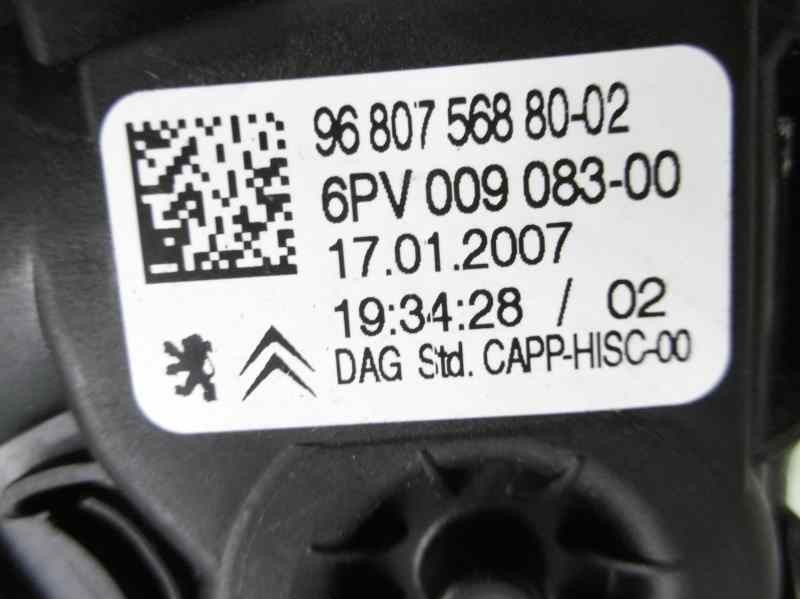 96 807 568 80-02
6PV 009 083-00
17.01.2007
19:34:28 / 02
DAG Std. CAPP-HISC-00